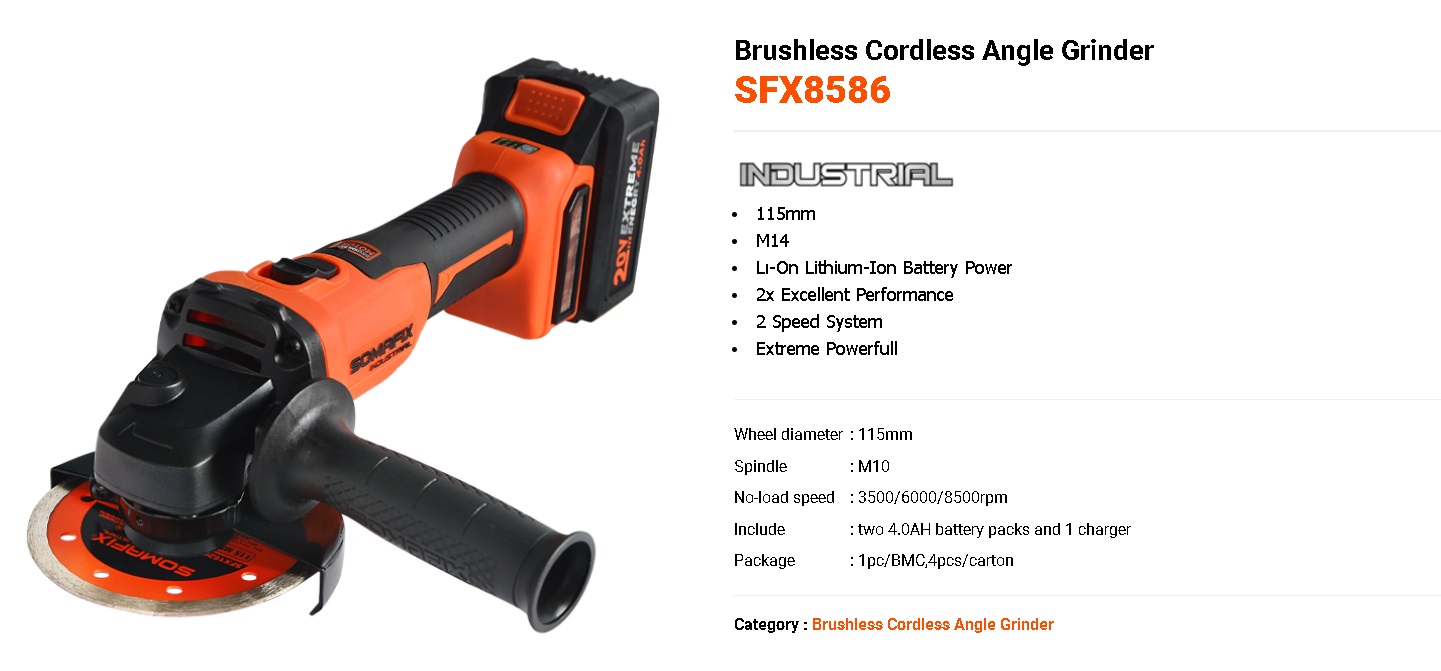 Brushless Cordless Angle Grinder
SFX8586
INDUSTRIAL
• 115mm
• M14
• Lı-On Lithium-Ion Battery Power
• 2x Excellent Performance
• 2 Speed System
• Extreme Powerfull
Wheel diameter : 115mm
Spindle : M10
No-load speed : 3500/6000/8500rpm
Include : two 4.0AH battery packs and 1 charger
Package : 1pc/BMC,4pcs/carton
Category : Brushless Cordless Angle Grinder
20V EXTREME
ENEGRY 4.0Ah
SOMAFIX
INDUSTRIAL
SOMAFIX